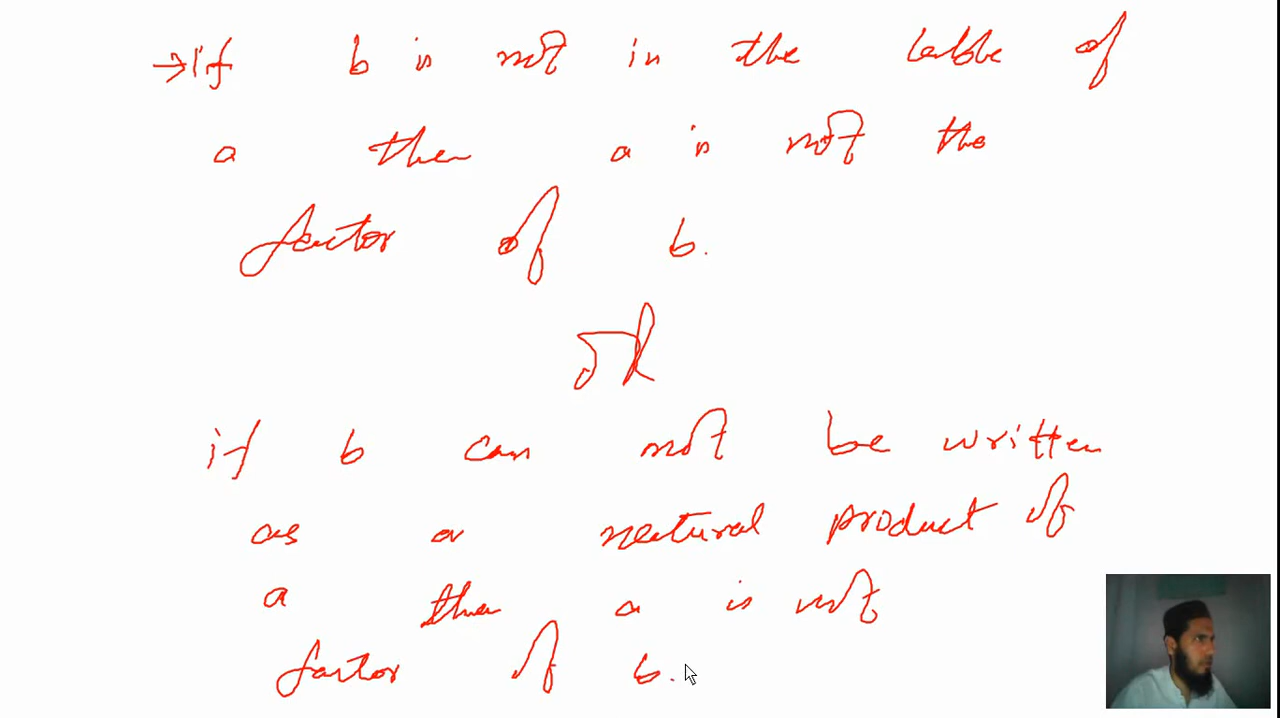 → If b is not in the table of
a then a is not the
factor of b.
OR
if b can not be written
as a natural product of
a then a is not
factor of b.